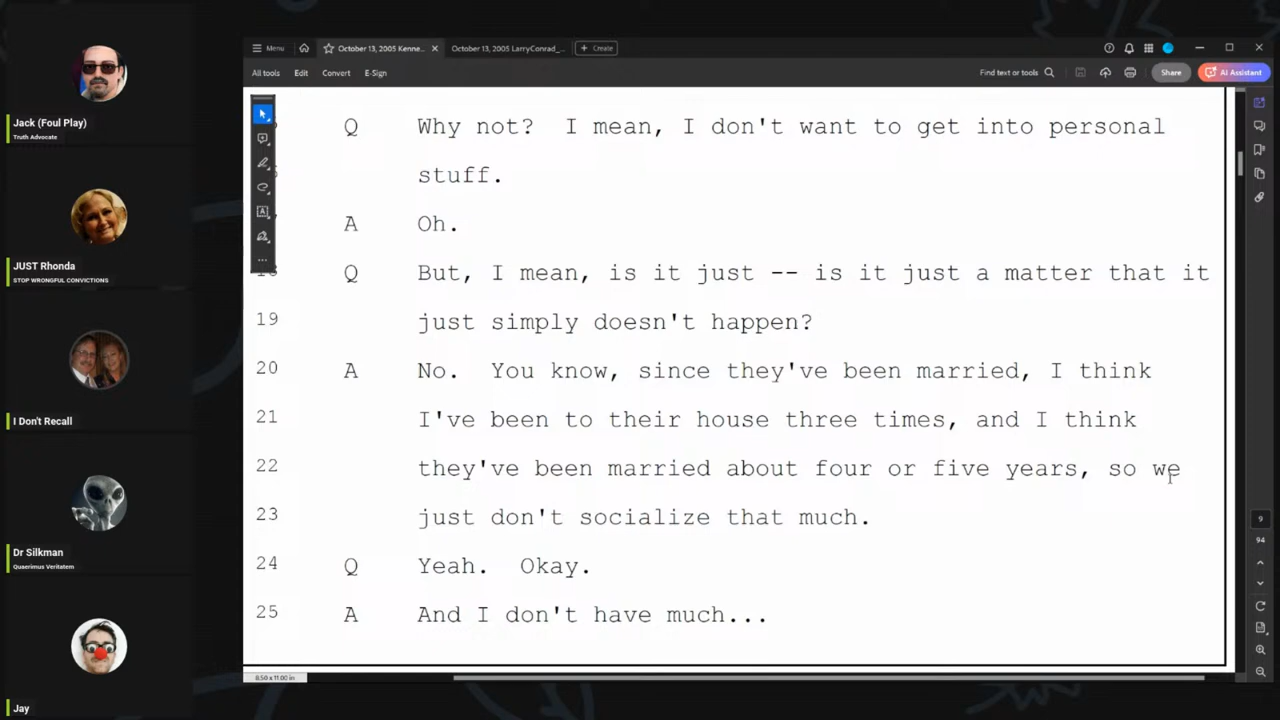 Jack (Foul Play)
Truth Advocate
JUST Rhonda
STOP WRONGFUL CONVICTIONS
I Don't Recall
Dr Silkman
Quaerimus Veritatem
Jay
Menu
October 13, 2005 Kenne...
October 13, 2005 LarryConrad_...
+ Create
All tools
Edit
Convert
E-Sign
Find text or tools
Share
AI Assistant
Q Why not? I mean, I don't want to get into personal
stuff.
A Oh.
Q But, I mean, is it just -- is it just a matter that it
19 just simply doesn't happen?
20 A No. You know, since they've been married, I think
21 I've been to their house three times, and I think
22 they've been married about four or five years, so we
23 just don't socialize that much.
24 Q Yeah. Okay.
25 A And I don't have much...
9
94
8.50 x 11.00 in